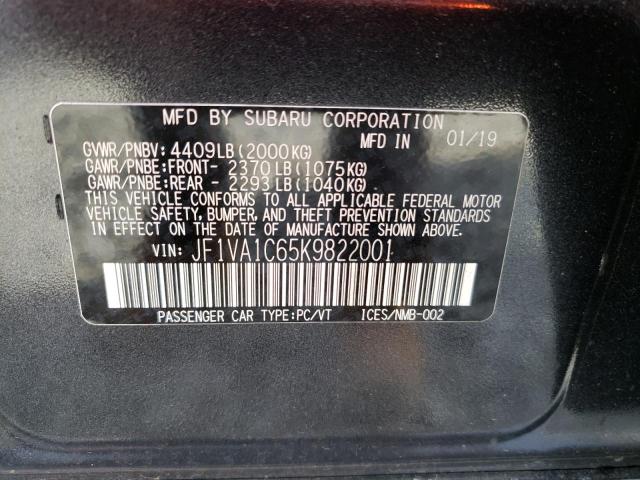 MFD BY SUBARU CORPORATION
MFD IN 01/19
GVWR/PNBV: 4409LB(2000KG)
GAWR/PNBE:FRONT- 2370LB(1075KG)
GAWR/PNBE:REAR - 2293LB(1040KG)
THIS VEHICLE CONFORMS TO ALL APPLICABLE FEDERAL MOTOR
VEHICLE SAFETY, BUMPER, AND THEFT PREVENTION STANDARDS
IN EFFECT ON THE DATE OF MANUFACTURE SHOWN ABOVE.
VIN: JF1VA1C65K9822001
PASSENGER CAR TYPE:PC/VT ICES/NMB-002